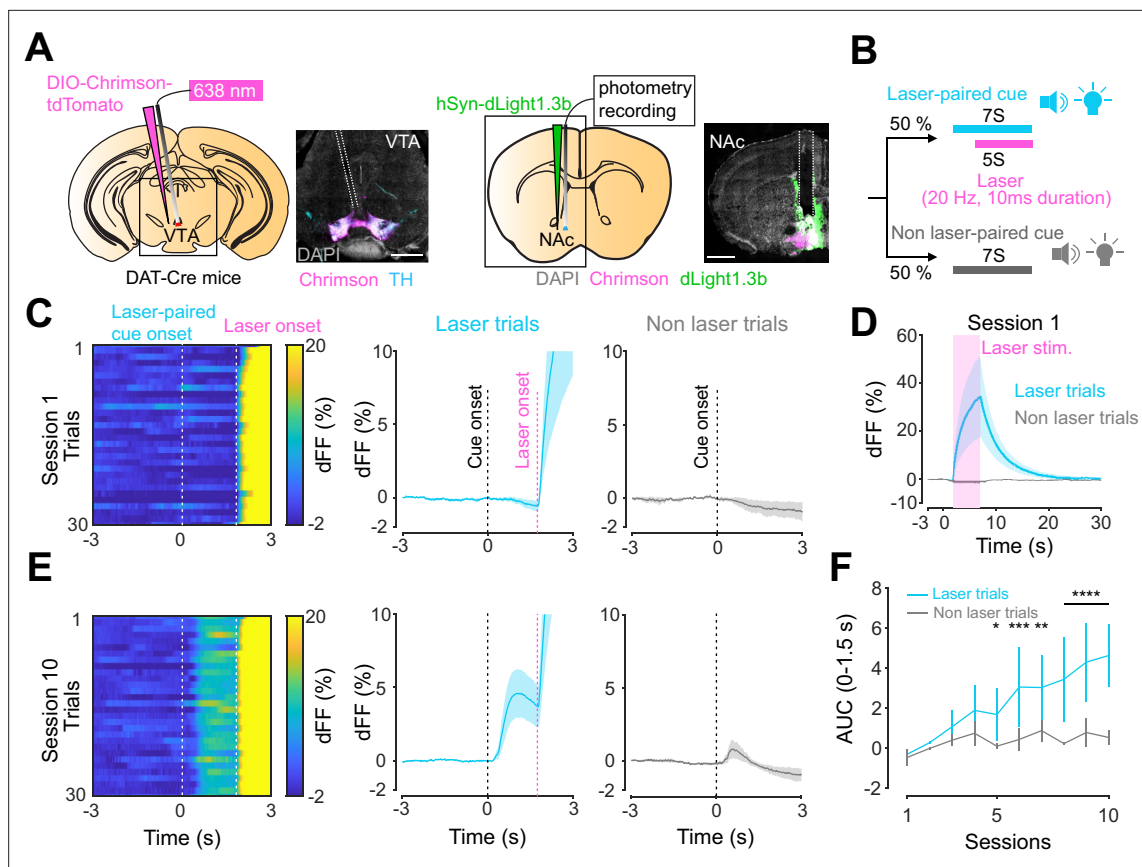 A
DIO-Chrimson-
tdTomato
638 nm
VTA
DAT-Cre mice
VTA
DAPI
Chrimson TH
hSyn-dLight1.3b
photometry
recording
NAc
NAc
DAPI Chrimson dLight1.3b
B
Laser-paired cue
50 %
7S
5S
Laser
(20 Hz, 10ms duration)
Non laser-paired cue
50 %
7S
C
Laser-paired
cue onset
Laser onset
Session 1
Trials
1
30
-3 0 3
20
-2
dFF (%)
Laser trials
dFF (%)
10
5
0
-2
Cue onset
Laser onset
-3 0 3
Non laser trials
10
5
0
-2
Cue onset
-3 0 3
D
Session 1
Laser stim.
Laser trials
Non laser trials
dFF (%)
60
40
20
0
-10
-3 0 10 20 30
Time (s)
E
Session 10
Trials
1
30
-3 0 3
Time (s)
20
-2
dFF (%)
dFF (%)
10
5
0
-2
-3 0 3
Time (s)
10
5
0
-2
-3 0 3
Time (s)
F
Laser trials
Non laser trials
* *** ** ****
AUC (0-1.5 s)
8
6
4
2
0
-2
1 5 10
Sessions